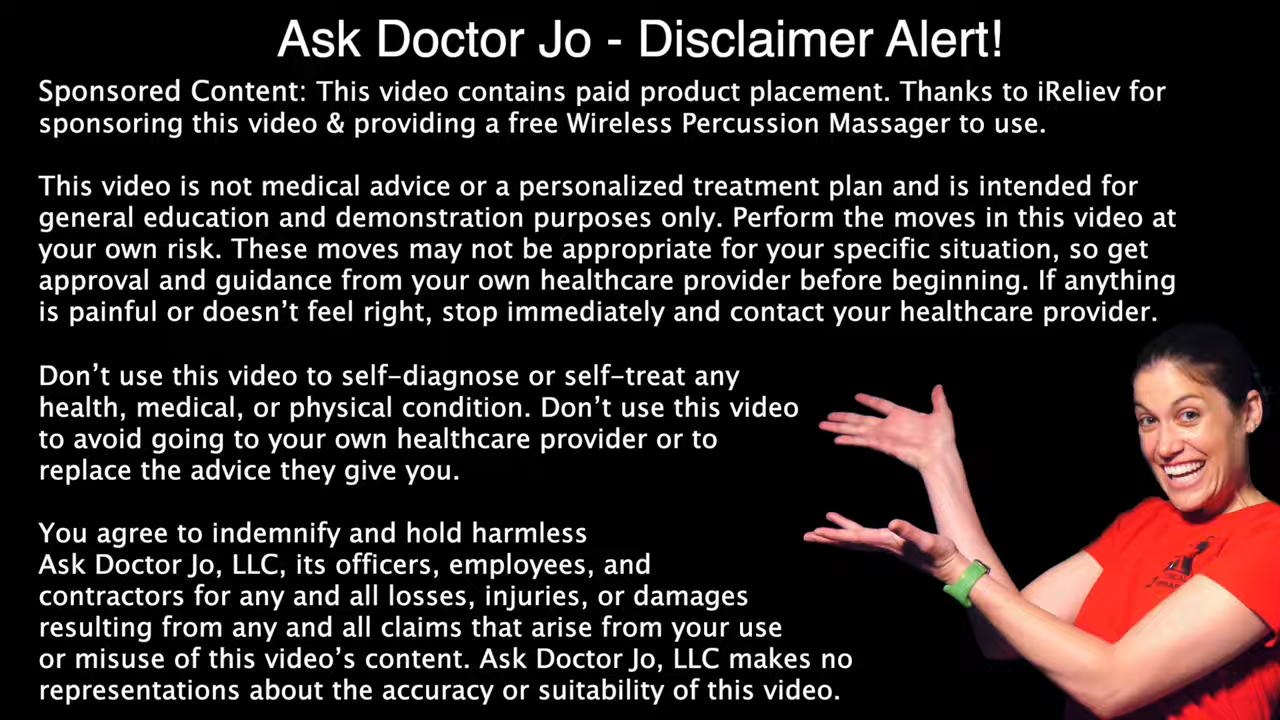 Ask Doctor Jo - Disclaimer Alert!
Sponsored Content: This video contains paid product placement. Thanks to iReliev for
sponsoring this video & providing a free Wireless Percussion Massager to use.
This video is not medical advice or a personalized treatment plan and is intended for
general education and demonstration purposes only. Perform the moves in this video at
your own risk. These moves may not be appropriate for your specific situation, so get
approval and guidance from your own healthcare provider before beginning. If anything
is painful or doesn’t feel right, stop immediately and contact your healthcare provider.
Don’t use this video to self-diagnose or self-treat any
health, medical, or physical condition. Don’t use this video
to avoid going to your own healthcare provider or to
replace the advice they give you.
You agree to indemnify and hold harmless
Ask Doctor Jo, LLC, its officers, employees, and
contractors for any and all losses, injuries, or damages
resulting from any and all claims that arise from your use
or misuse of this video’s content. Ask Doctor Jo, LLC makes no
representations about the accuracy or suitability of this video.